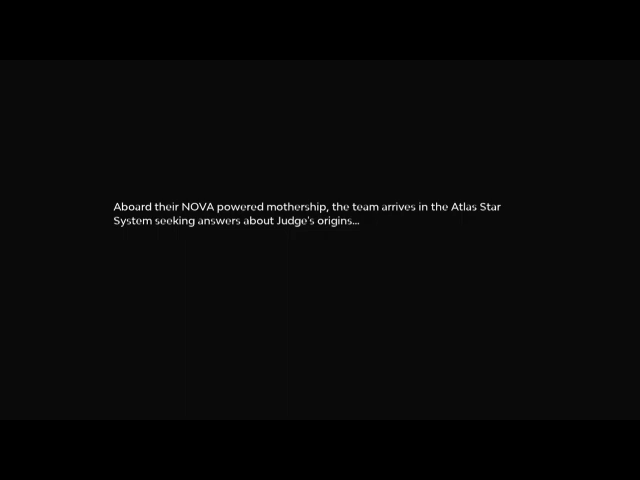 Aboard their NOVA powered mothership, the team arrives in the Atlas Star
System seeking answers about Judge's origins...